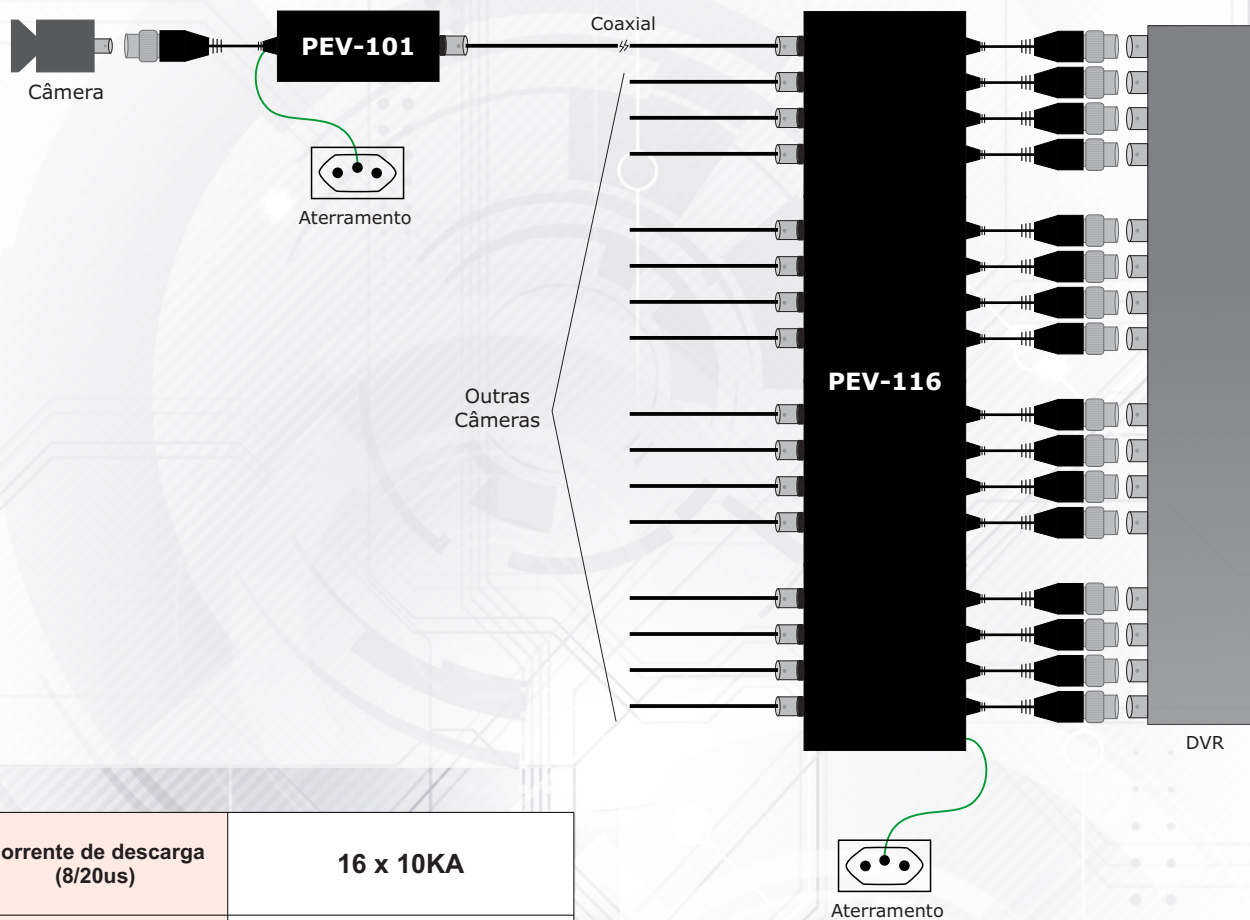 Coaxial
PEV-101
Câmera
Aterramento
Outras
Câmeras
PEV-116
DVR
orrente de descarga
(8/20us)
16 x 10KA
Aterramento